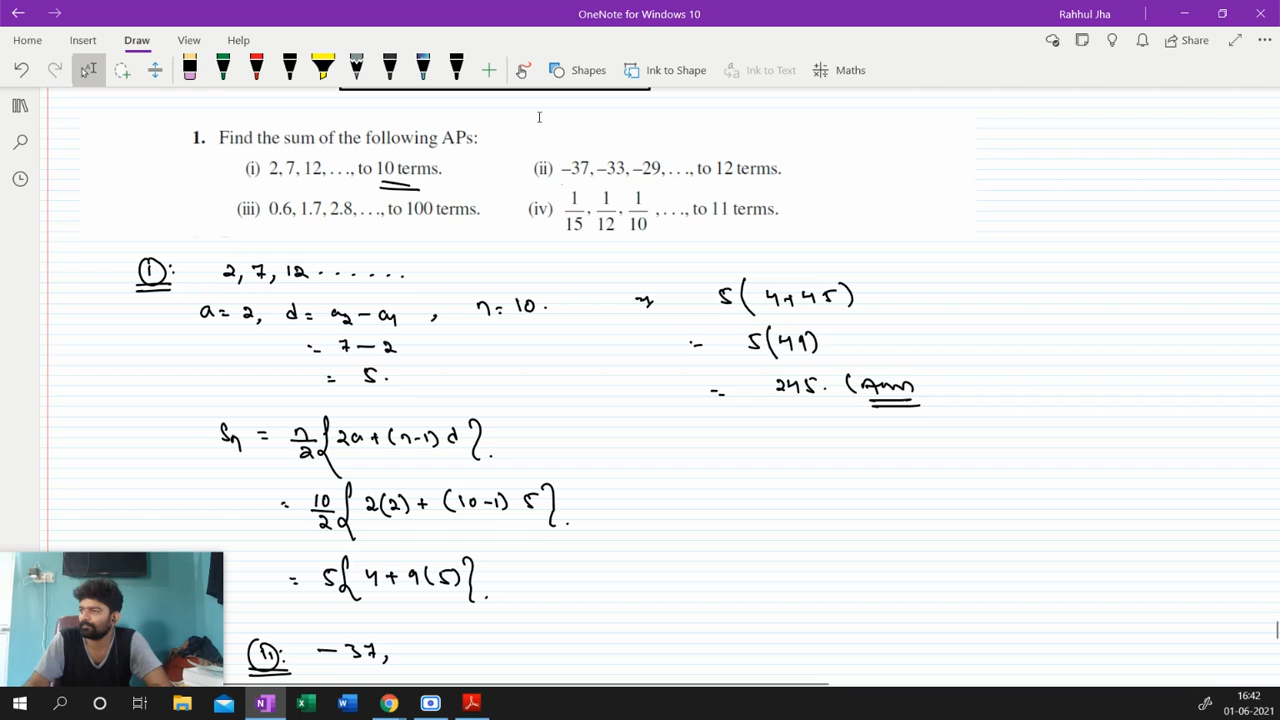 OneNote for Windows 10
Rahhul Jha
Home Insert Draw View Help
Share
Shapes Ink to Shape Ink to Text Maths
1. Find the sum of the following APs:
(i) 2, 7, 12, . . ., to 10 terms. (ii) –37, –33, –29, . . ., to 12 terms.
(iii) 0.6, 1.7, 2.8, . . ., to 100 terms. (iv) 1/15, 1/12, 1/10, . . ., to 11 terms.
(i): 2, 7, 12 . . . . . .
a = 2, d = a2 – a1, n = 10.
= 7 – 2
= 5.
Sn = n/2 { 2a + (n-1) d }.
= 10/2 { 2(2) + (10-1) 5 }.
= 5 { 4 + 9(5) }.
⇒ 5 ( 4 + 45 )
= 5(49)
= 245. (Ans
(ii): – 37,
16:42
01-06-2021